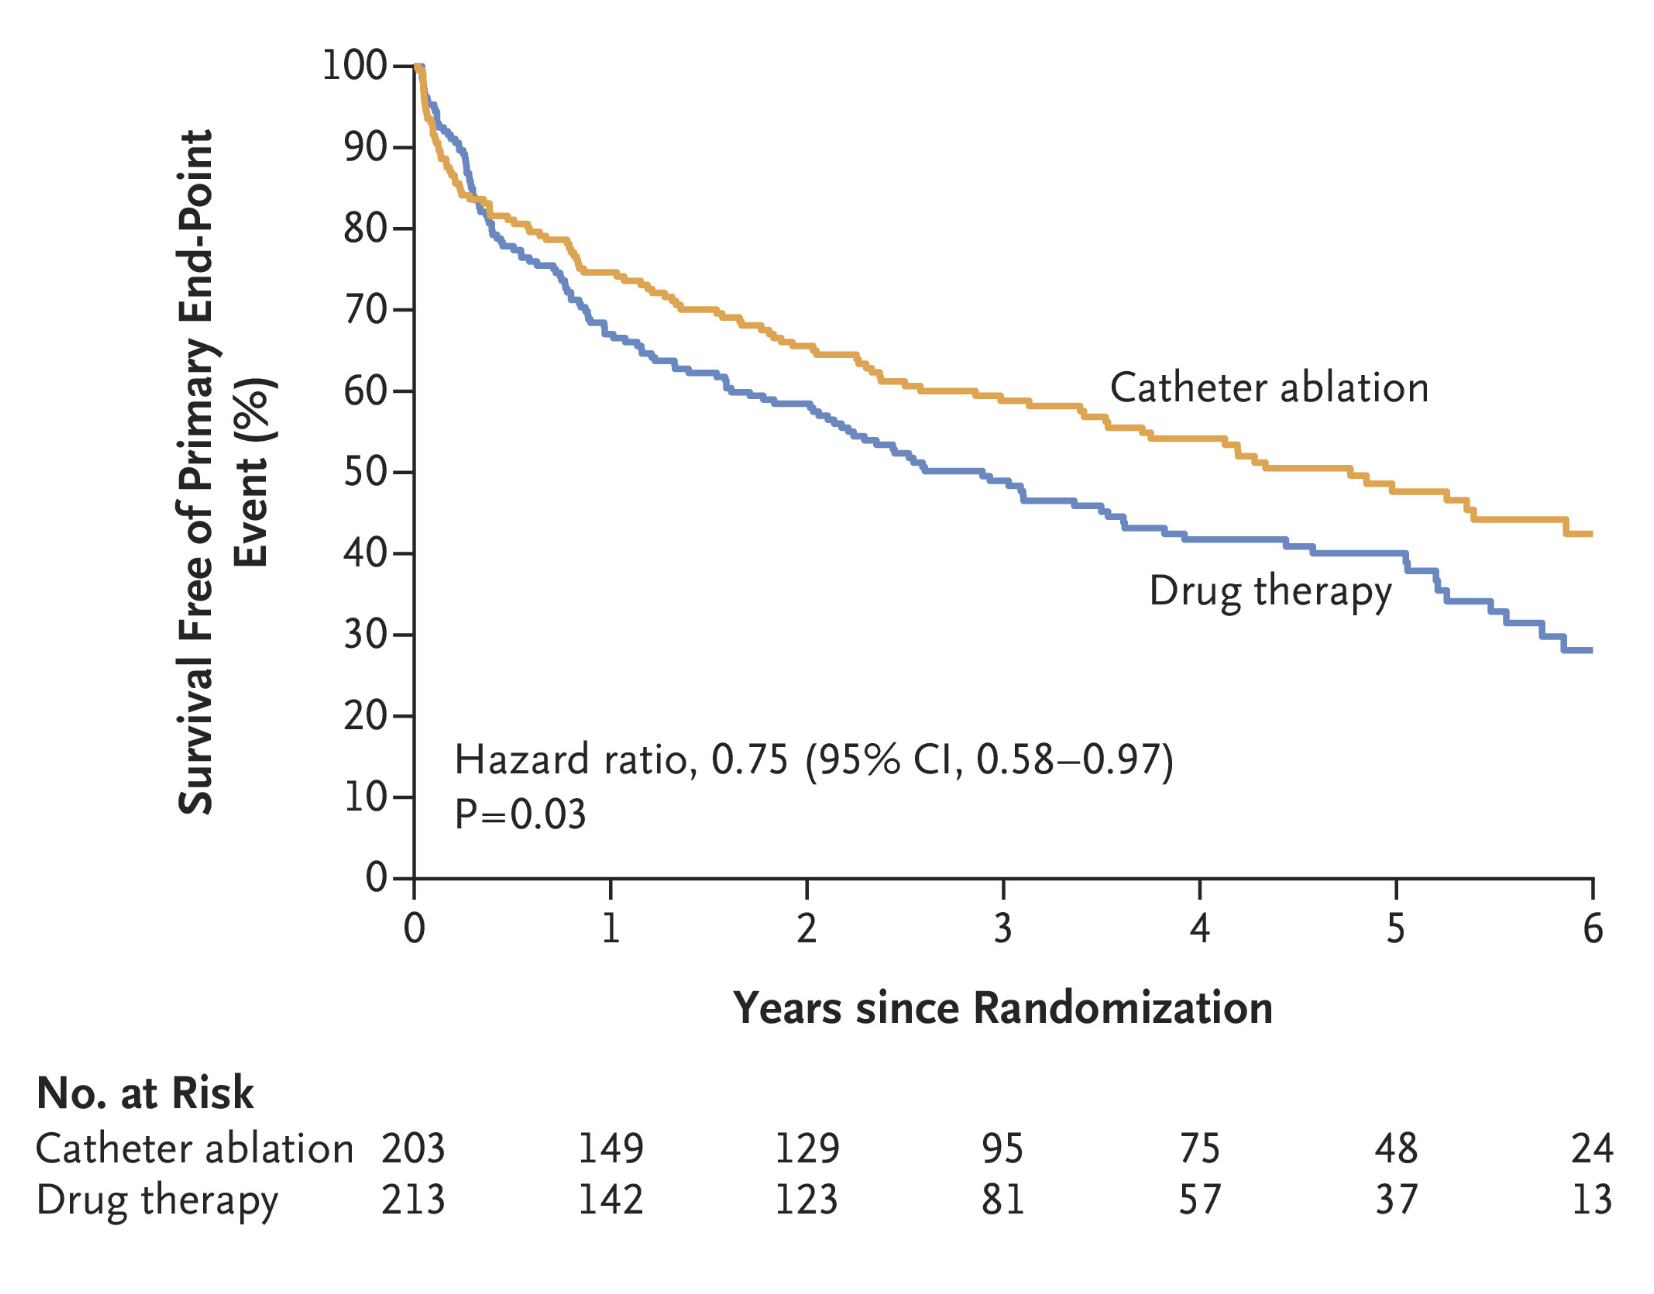 Survival Free of Primary End-Point
Event (%)
100
90
80
70
60
50
40
30
20
10
0
Catheter ablation
Drug therapy
Hazard ratio, 0.75 (95% CI, 0.58–0.97)
P=0.03
0 1 2 3 4 5 6
Years since Randomization
No. at Risk
Catheter ablation 203 149 129 95 75 48 24
Drug therapy 213 142 123 81 57 37 13